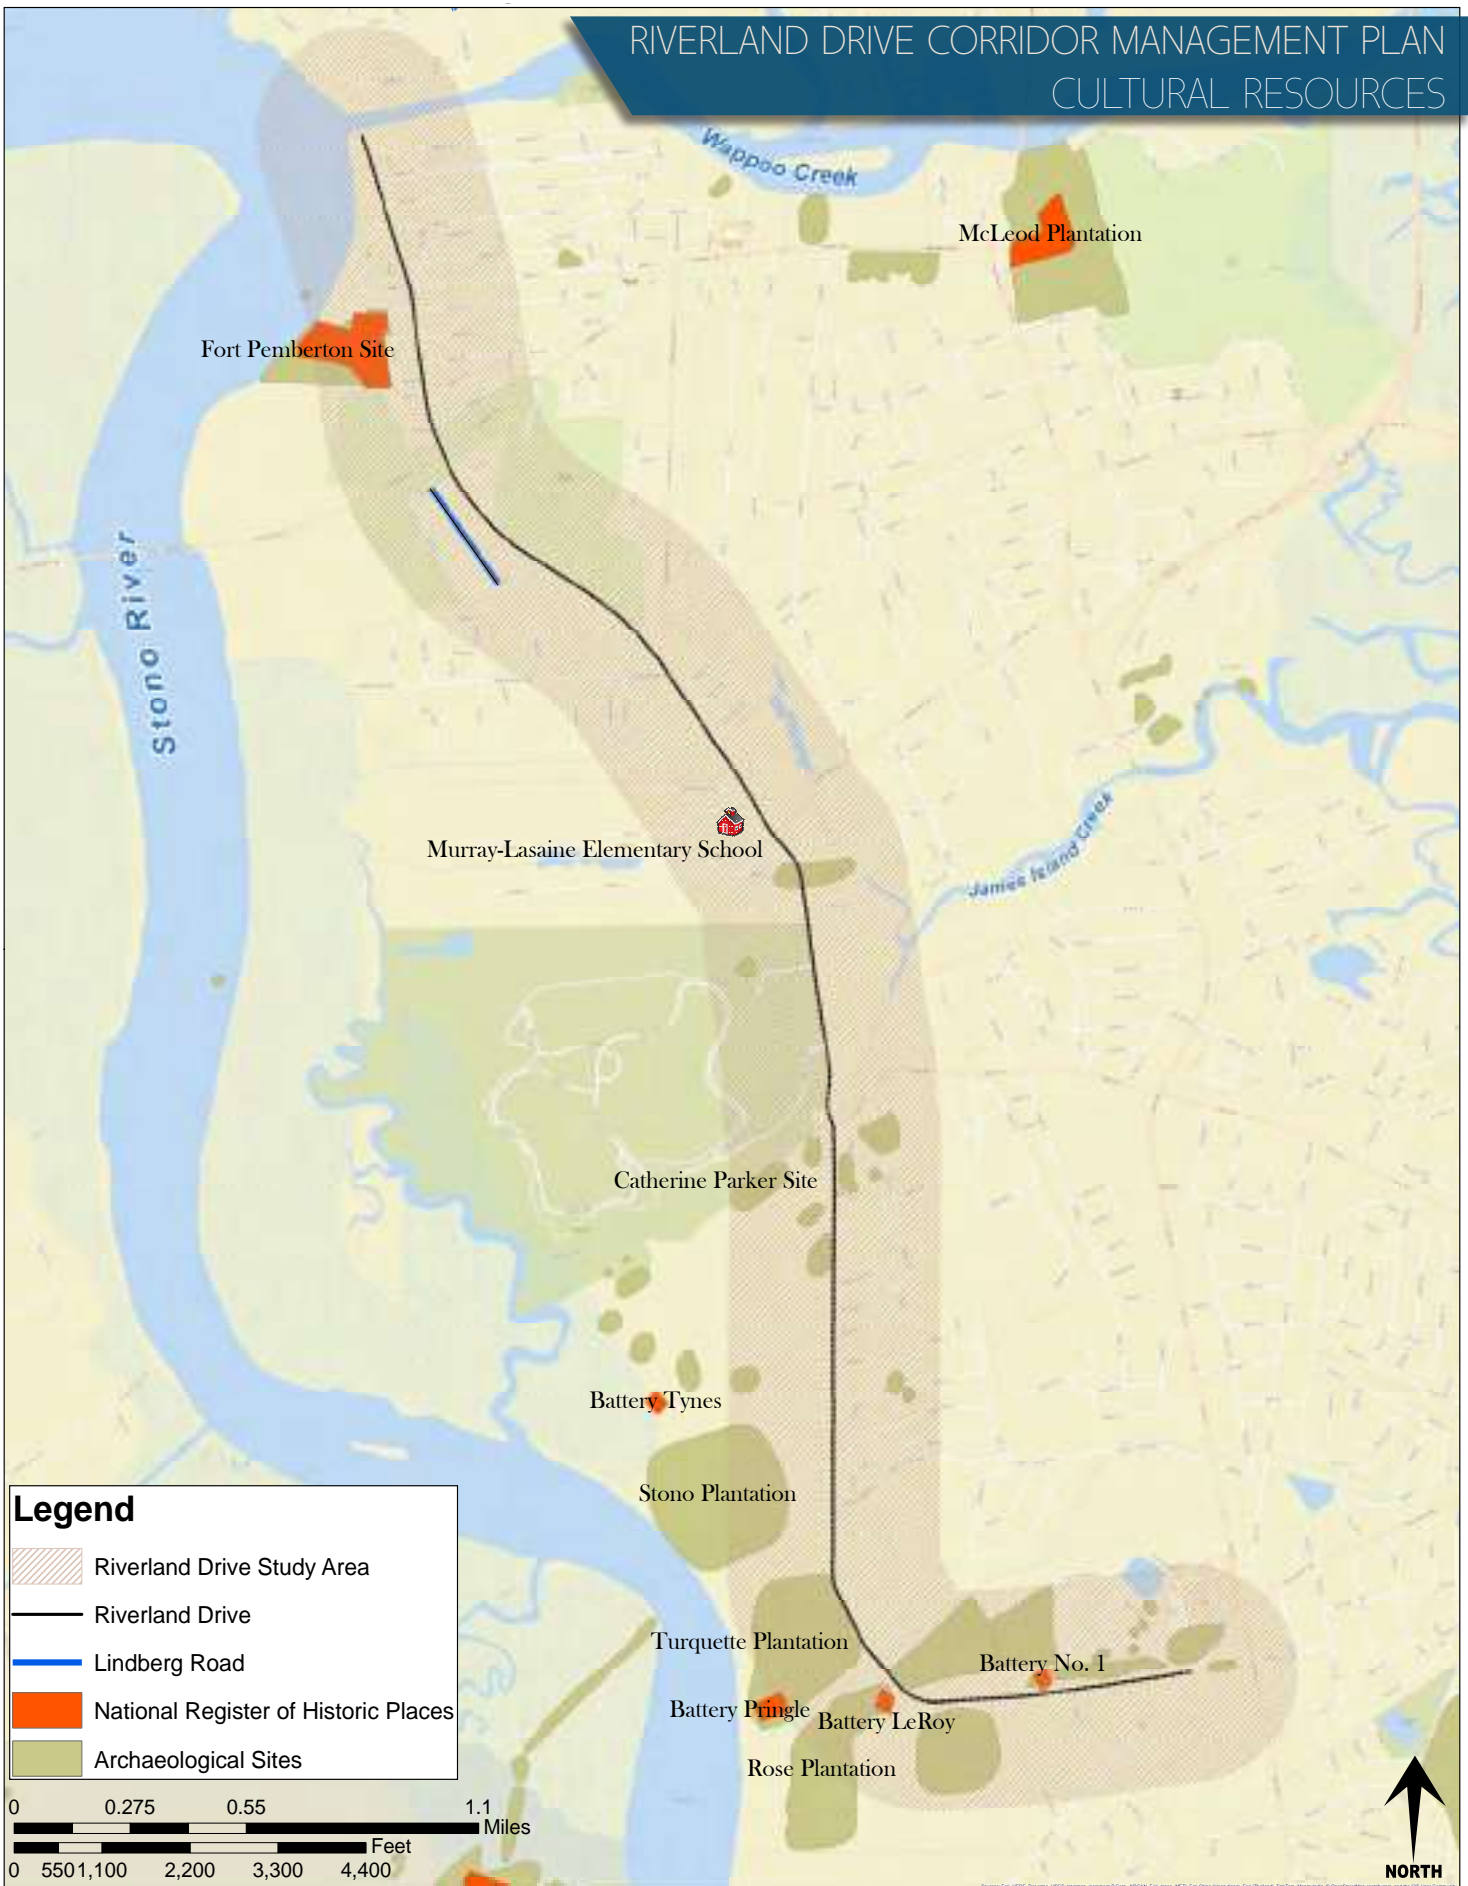 RIVERLAND DRIVE CORRIDOR MANAGEMENT PLAN
CULTURAL RESOURCES
Wappoo Creek
McLeod Plantation
Fort Pemberton Site
Stono River
Murray-Lasaine Elementary School
James Island Creek
Catherine Parker Site
Battery Tynes
Stono Plantation
Turquette Plantation
Battery No. 1
Battery Pringle
Battery LeRoy
Rose Plantation
Legend
Riverland Drive Study Area
Riverland Drive
Lindberg Road
National Register of Historic Places
Archaeological Sites
0 0.275 0.55 1.1
Miles
Feet
0 550 1,100 2,200 3,300 4,400
NORTH